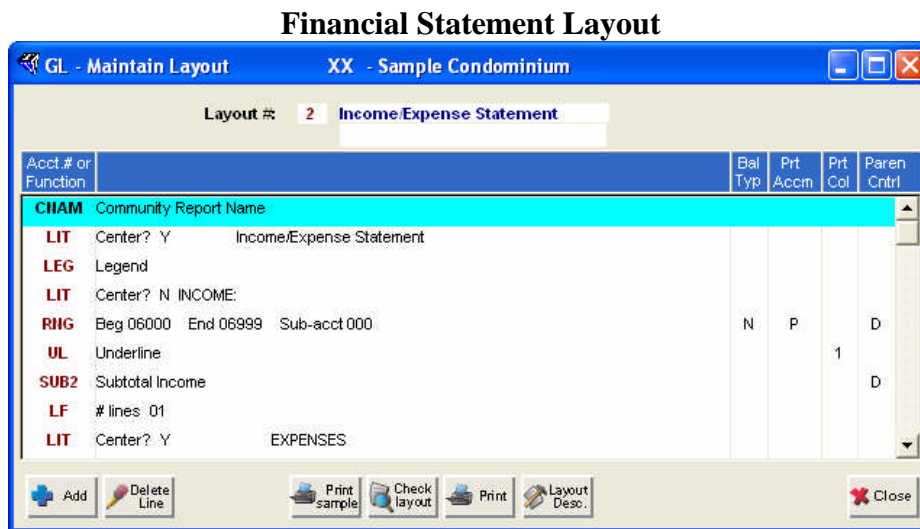 Financial Statement Layout
GL - Maintain Layout XX - Sample Condominium
Layout #: 2 Income/Expense Statement
Acct.# or Function Bal Typ Prt Accm Prt Col Paren Cntrl
CNAM Community Report Name
LIT Center? Y Income/Expense Statement
LEG Legend
LIT Center? N INCOME:
RNG Beg 06000 End 06999 Sub-acct 000 N P D
UL Underline 1
SUB2 Subtotal Income D
LF # lines 01
LIT Center? Y EXPENSES
Add Delete Line Print sample Check layout Print Layout Desc. Close